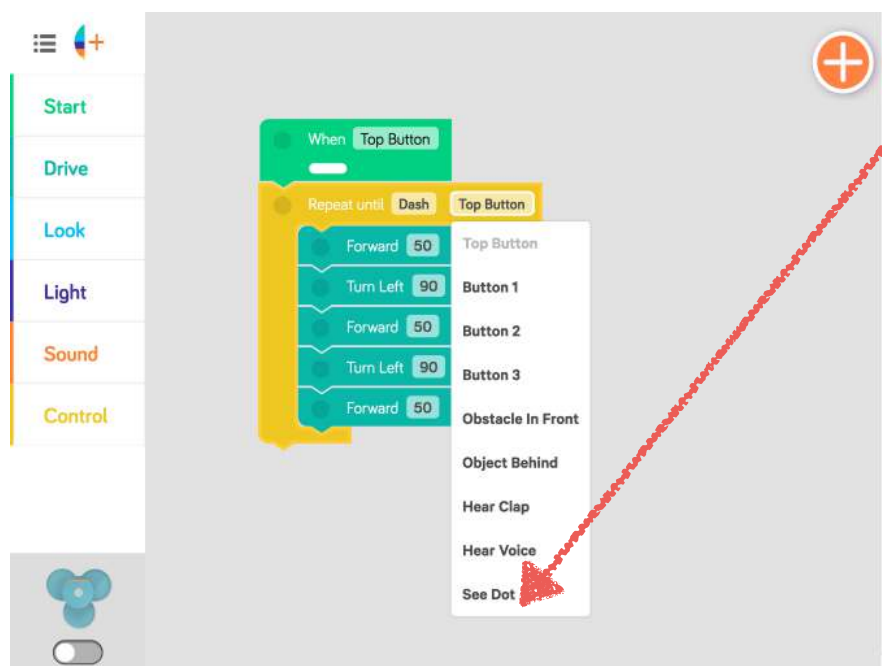 Start
Drive
Look
Light
Sound
Control
When Top Button
Repeat until Dash Top Button
Forward 50
Turn Left 90
Forward 50
Turn Left 90
Forward 50
Top Button
Button 1
Button 2
Button 3
Obstacle In Front
Object Behind
Hear Clap
Hear Voice
See Dot